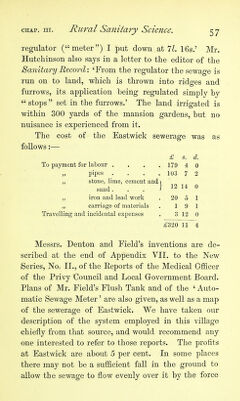 CHAP. III. Rural Sanitary Science. 57
regulator (“meter”) I put down at 7l. 16s.’ Mr.
Hutchinson also says in a letter to the editor of the
Sanitary Record: ‘From the regulator the sewage is
run on to land, which is thrown into ridges and
furrows, its application being regulated simply by
“stops” set in the furrows.’ The land irrigated is
within 300 yards of the mansion gardens, but no
nuisance is experienced from it.
The cost of the Eastwick sewerage was as
follows:—
£ s. d.
To payment for labour . . . . 179 4 0
„ pipes . . . . 103 7 2
„ stone, lime, cement and sand . . . } 12 14 0
„ iron and lead work . 20 5 1
„ carriage of materials . 1 9 1
Travelling and incidental expenses . 3 12 0
£320 11 4
Messrs. Denton and Field’s inventions are de-
scribed at the end of Appendix VII. to the New
Series, No. II., of the Reports of the Medical Officer
of the Privy Council and Local Government Board.
Plans of Mr. Field’s Flush Tank and of the ‘Auto-
matic Sewage Meter’ are also given, as well as a map
of the sewerage of Eastwick. We have taken our
description of the system employed in this village
chiefly from that source, and would recommend any
one interested to refer to those reports. The profits
at Eastwick are about 5 per cent. In some places
there may not be a sufficient fall in the ground to
allow the sewage to flow evenly over it by the force